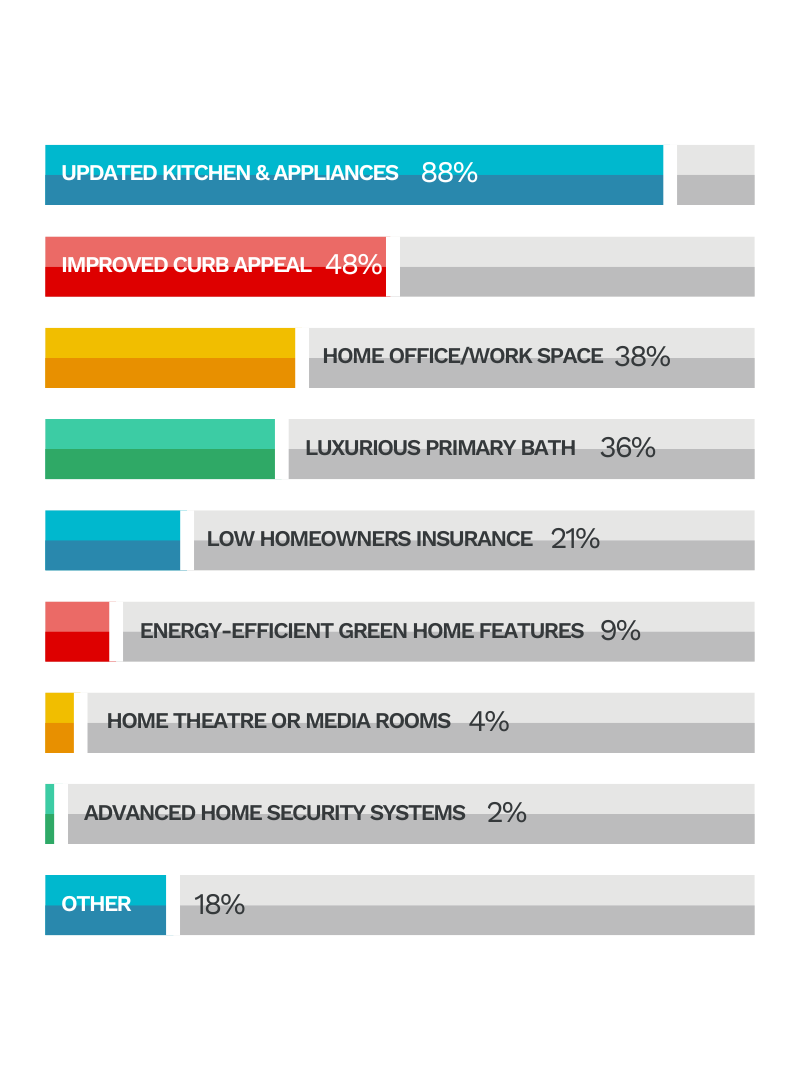 UPDATED KITCHEN & APPLIANCES 88%
IMPROVED CURB APPEAL 48%
HOME OFFICE/WORK SPACE 38%
LUXURIOUS PRIMARY BATH 36%
LOW HOMEOWNERS INSURANCE 21%
ENERGY-EFFICIENT GREEN HOME FEATURES 9%
HOME THEATRE OR MEDIA ROOMS 4%
ADVANCED HOME SECURITY SYSTEMS 2%
OTHER 18%